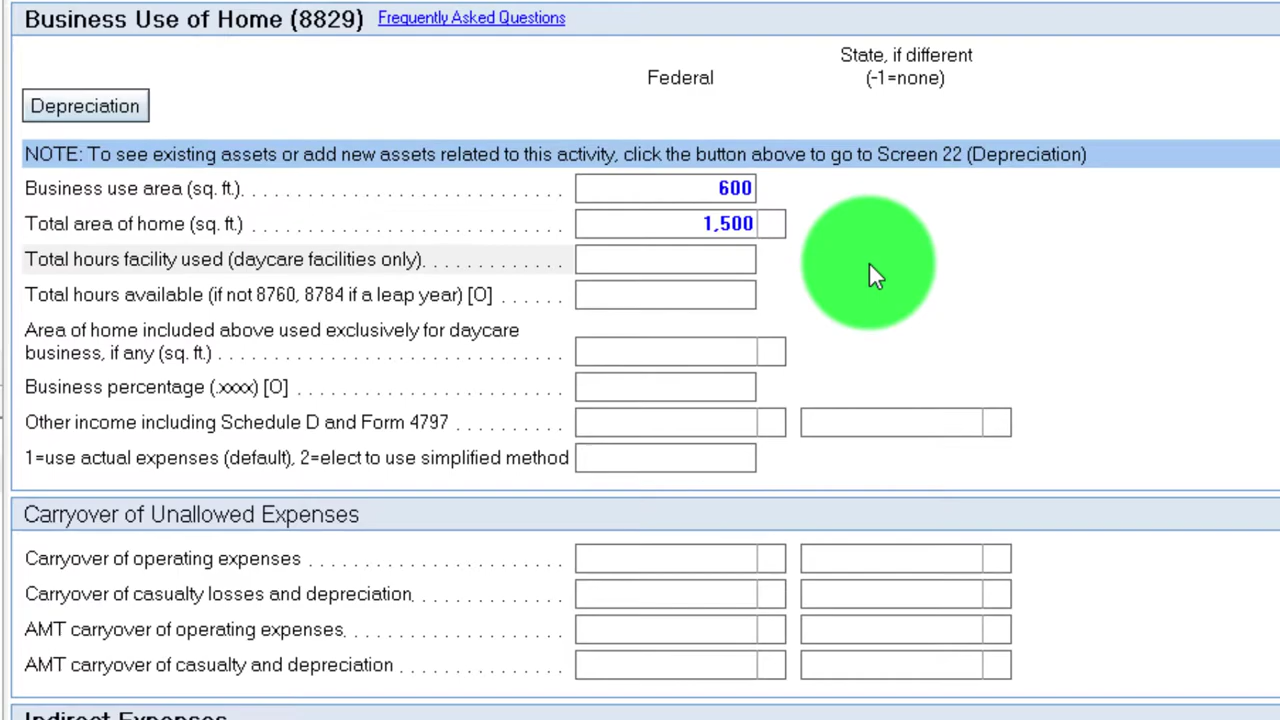 Business Use of Home (8829) Frequently Asked Questions
State, if different
Federal (-1=none)
Depreciation
NOTE: To see existing assets or add new assets related to this activity, click the button above to go to Screen 22 (Depreciation)
Business use area (sq. ft.). . . . . . . . . . . . . . . . . . . . . . . . 600
Total area of home (sq. ft.) . . . . . . . . . . . . . . . . . . . . . . . 1,500
Total hours facility used (daycare facilities only). . . . . . . . . . .
Total hours available (if not 8760, 8784 if a leap year) [O] . . . . .
Area of home included above used exclusively for daycare
business, if any (sq. ft.) . . . . . . . . . . . . . . . . . . . . . . . . .
Business percentage (.xxxx) [O] . . . . . . . . . . . . . . . . . . . .
Other income including Schedule D and Form 4797 . . . . . . . . .
1=use actual expenses (default), 2=elect to use simplified method
Carryover of Unallowed Expenses
Carryover of operating expenses . . . . . . . . . . . . . . . . . . .
Carryover of casualty losses and depreciation. . . . . . . . . . . .
AMT carryover of operating expenses. . . . . . . . . . . . . . . . .
AMT carryover of casualty and depreciation . . . . . . . . . . . . .
Indirect Expenses